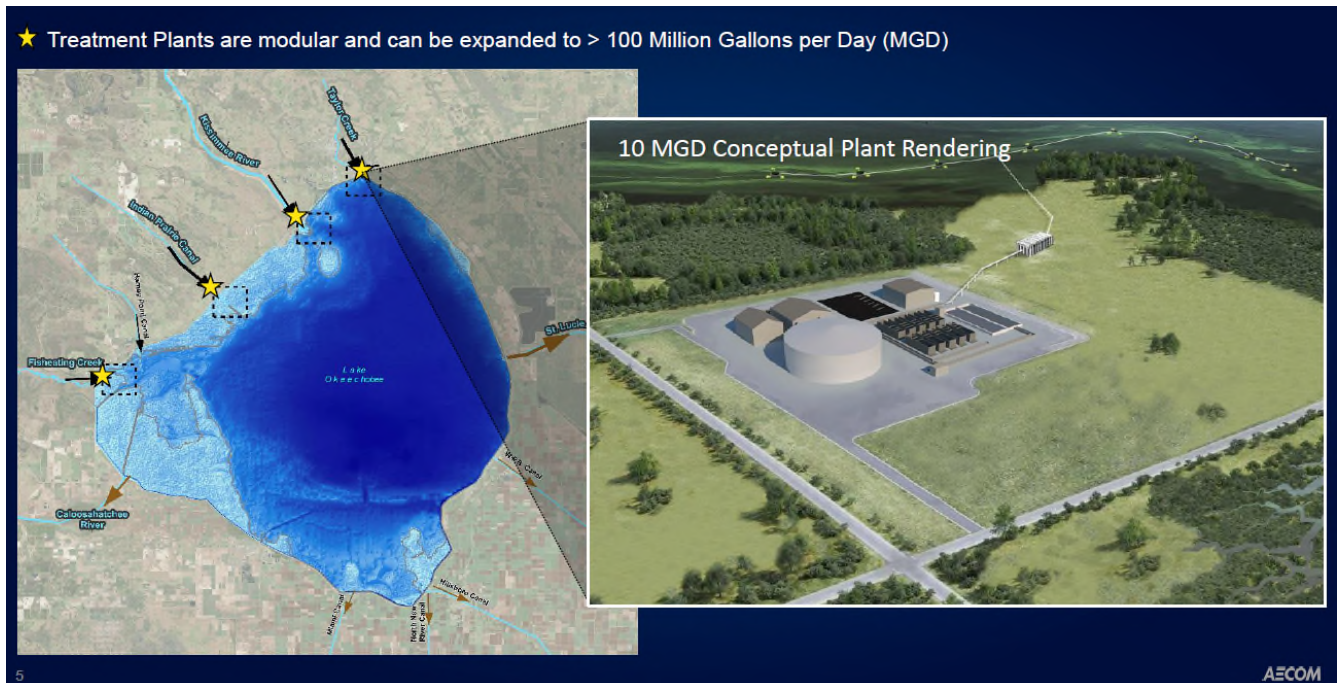 Treatment Plants are modular and can be expanded to > 100 Million Gallons per Day (MGD)
Taylor Creek
Kissimmee River
Indian Prairie Canal
Harney Pond Canal
Fisheating Creek
St. Lucie
Lake
Okeechobee
W.P.B. Canal
Caloosahatchee
River
Miami Canal
North New
River Canal
Hillsboro Canal
10 MGD Conceptual Plant Rendering
5
AECOM